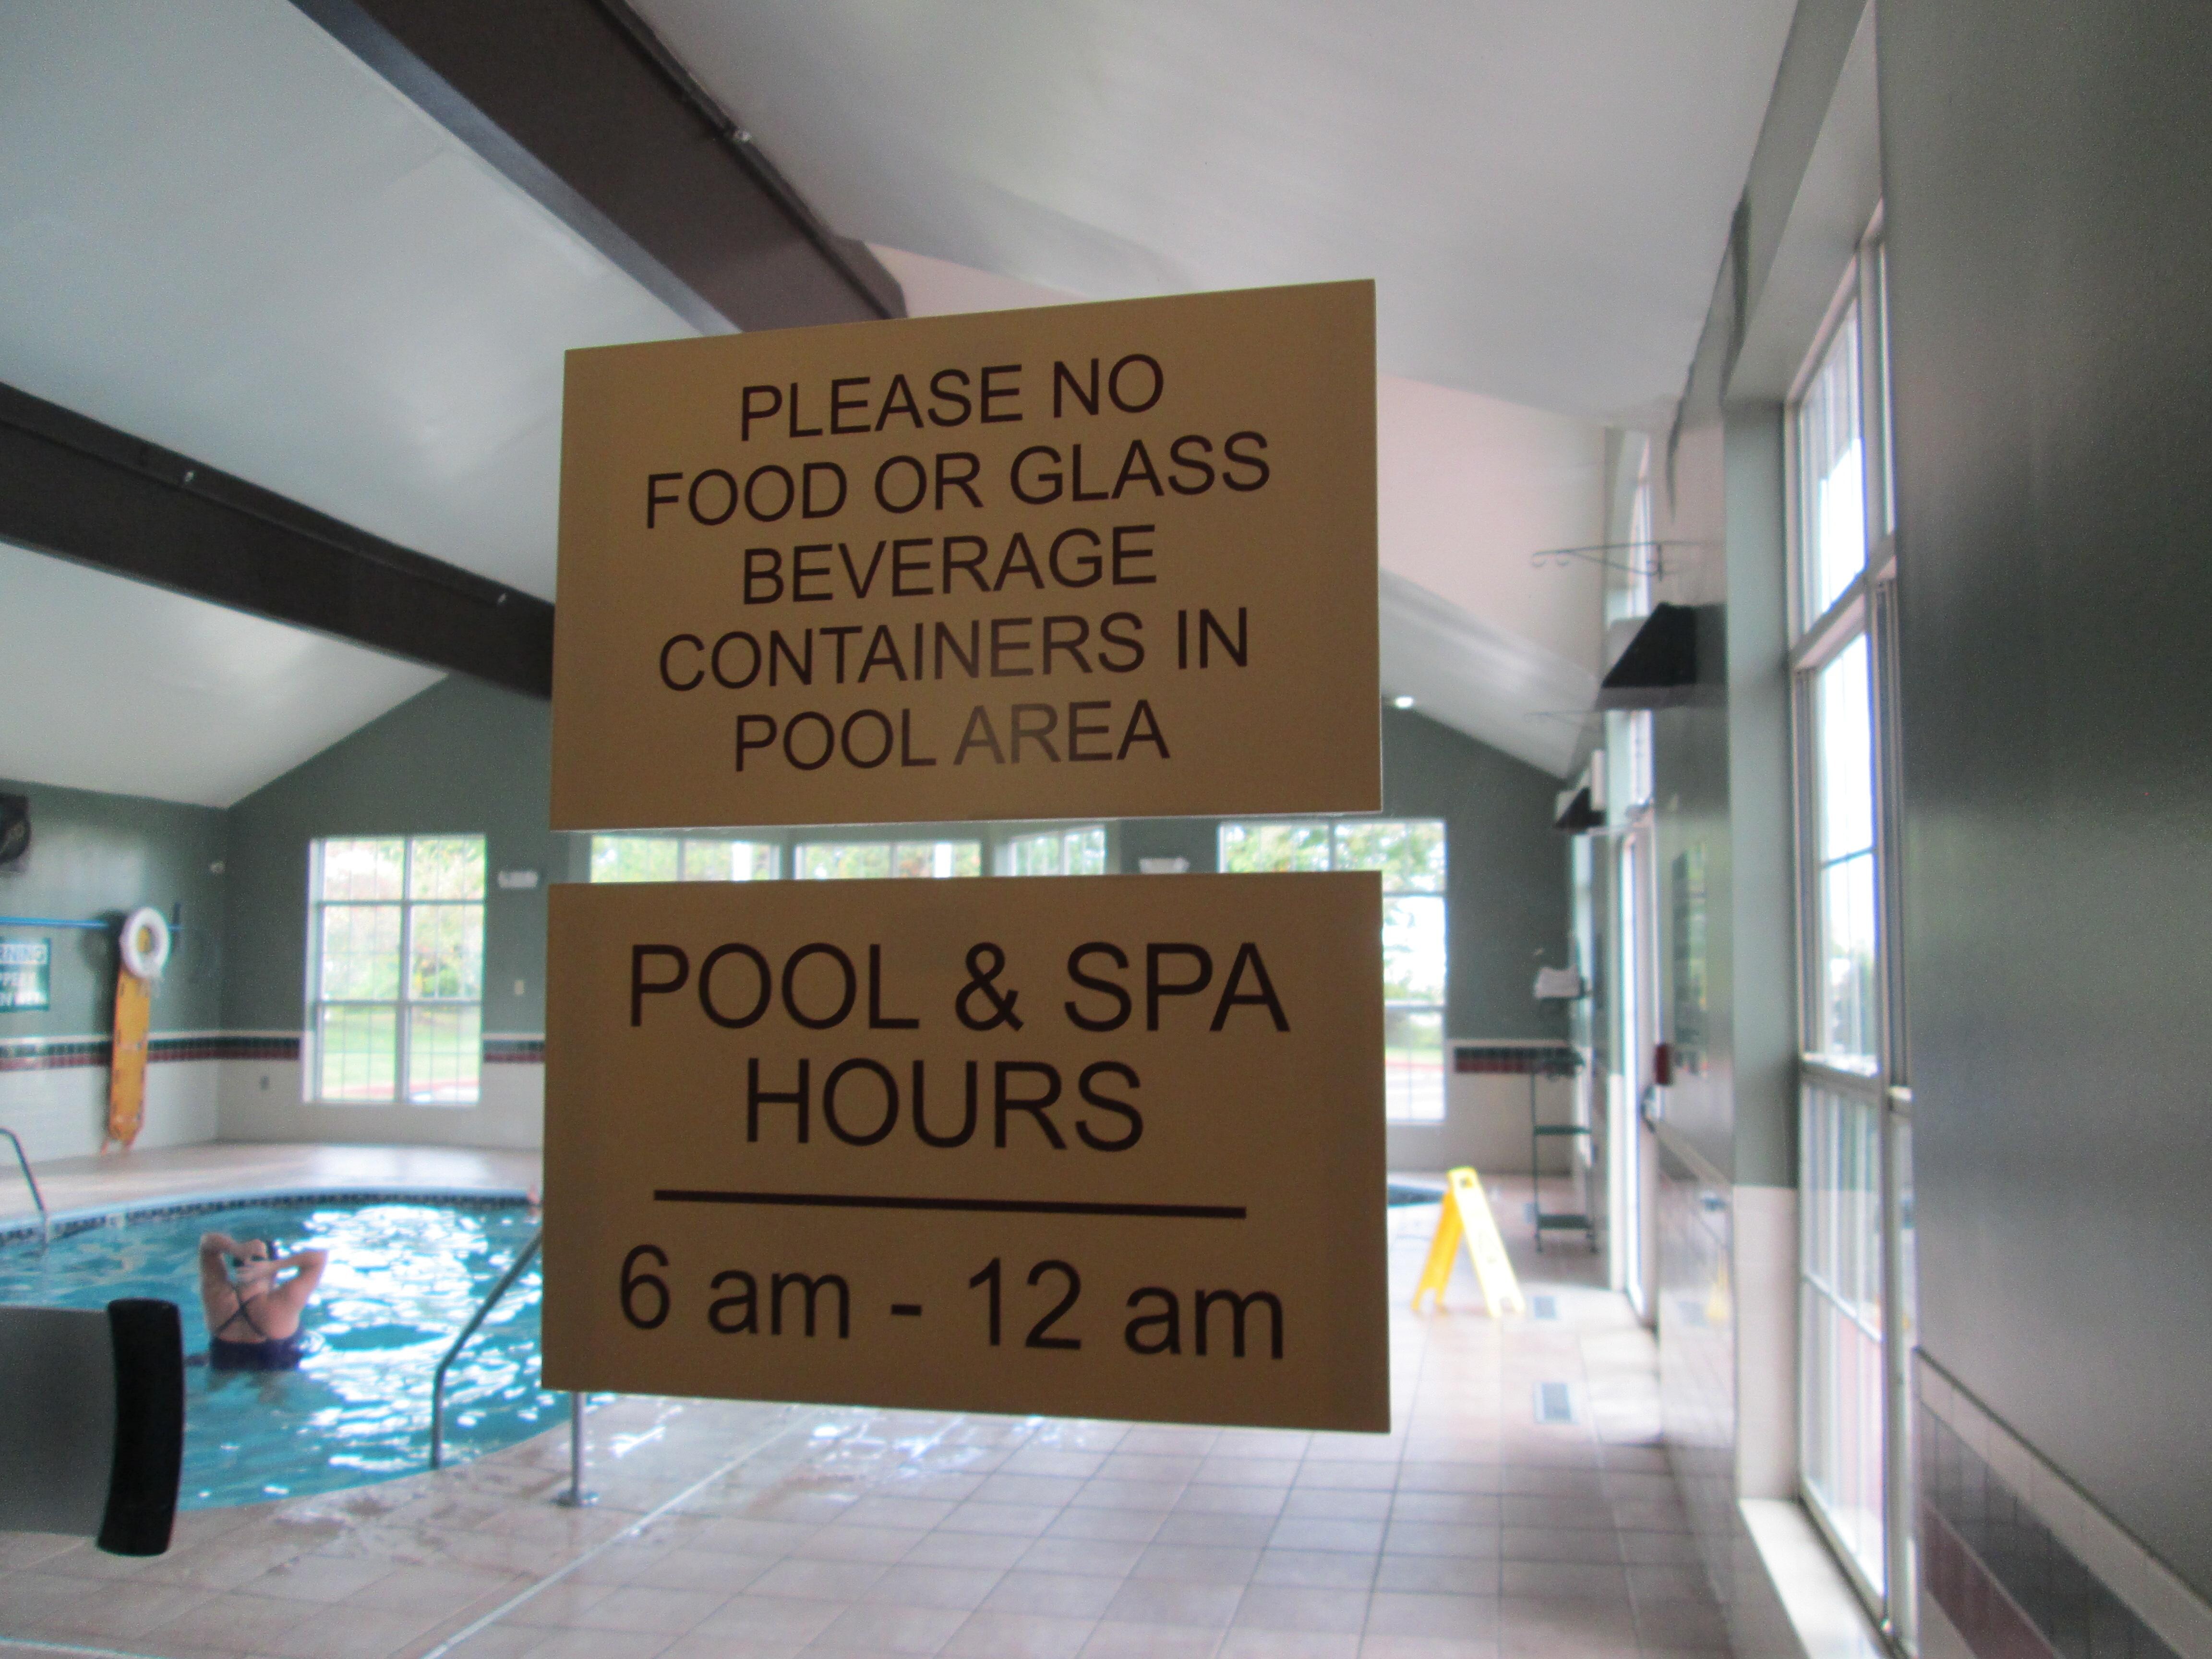 PLEASE NO
FOOD OR GLASS
BEVERAGE
CONTAINERS IN
POOL AREA
POOL & SPA
HOURS
6 am - 12 am